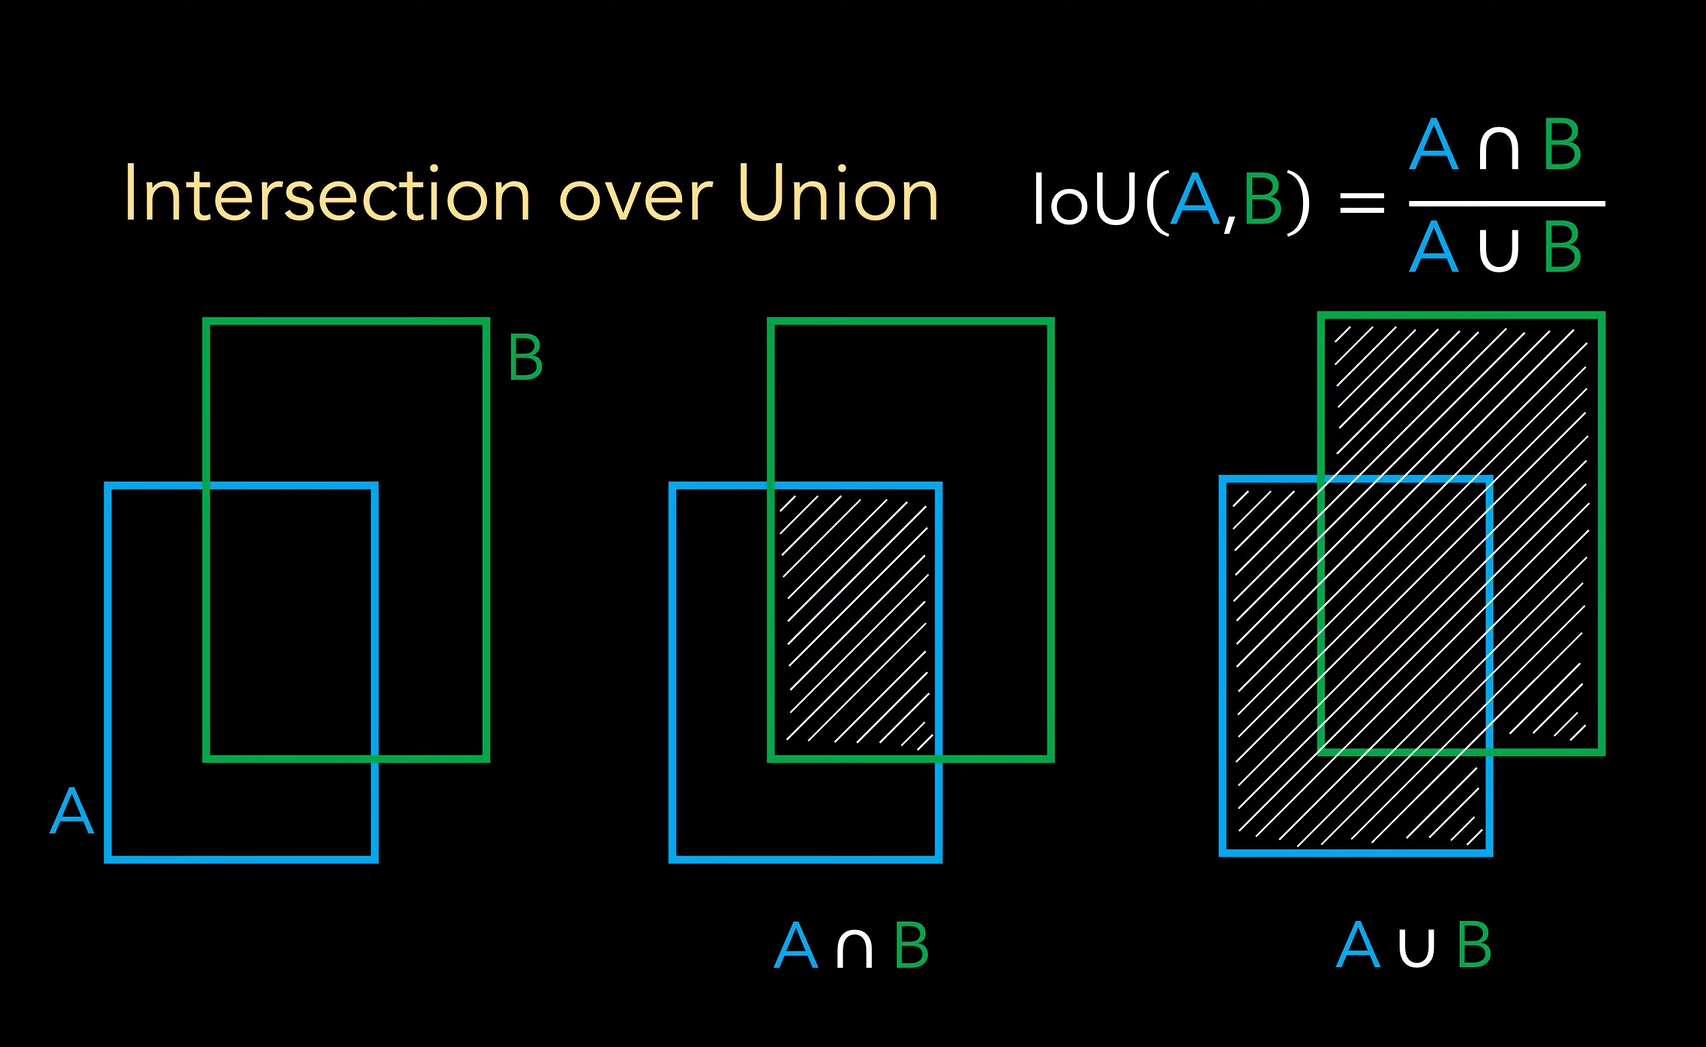 Intersection over Union
IoU(A,B) = A ∩ B
A ∪ B
B
A
A ∩ B
A ∪ B